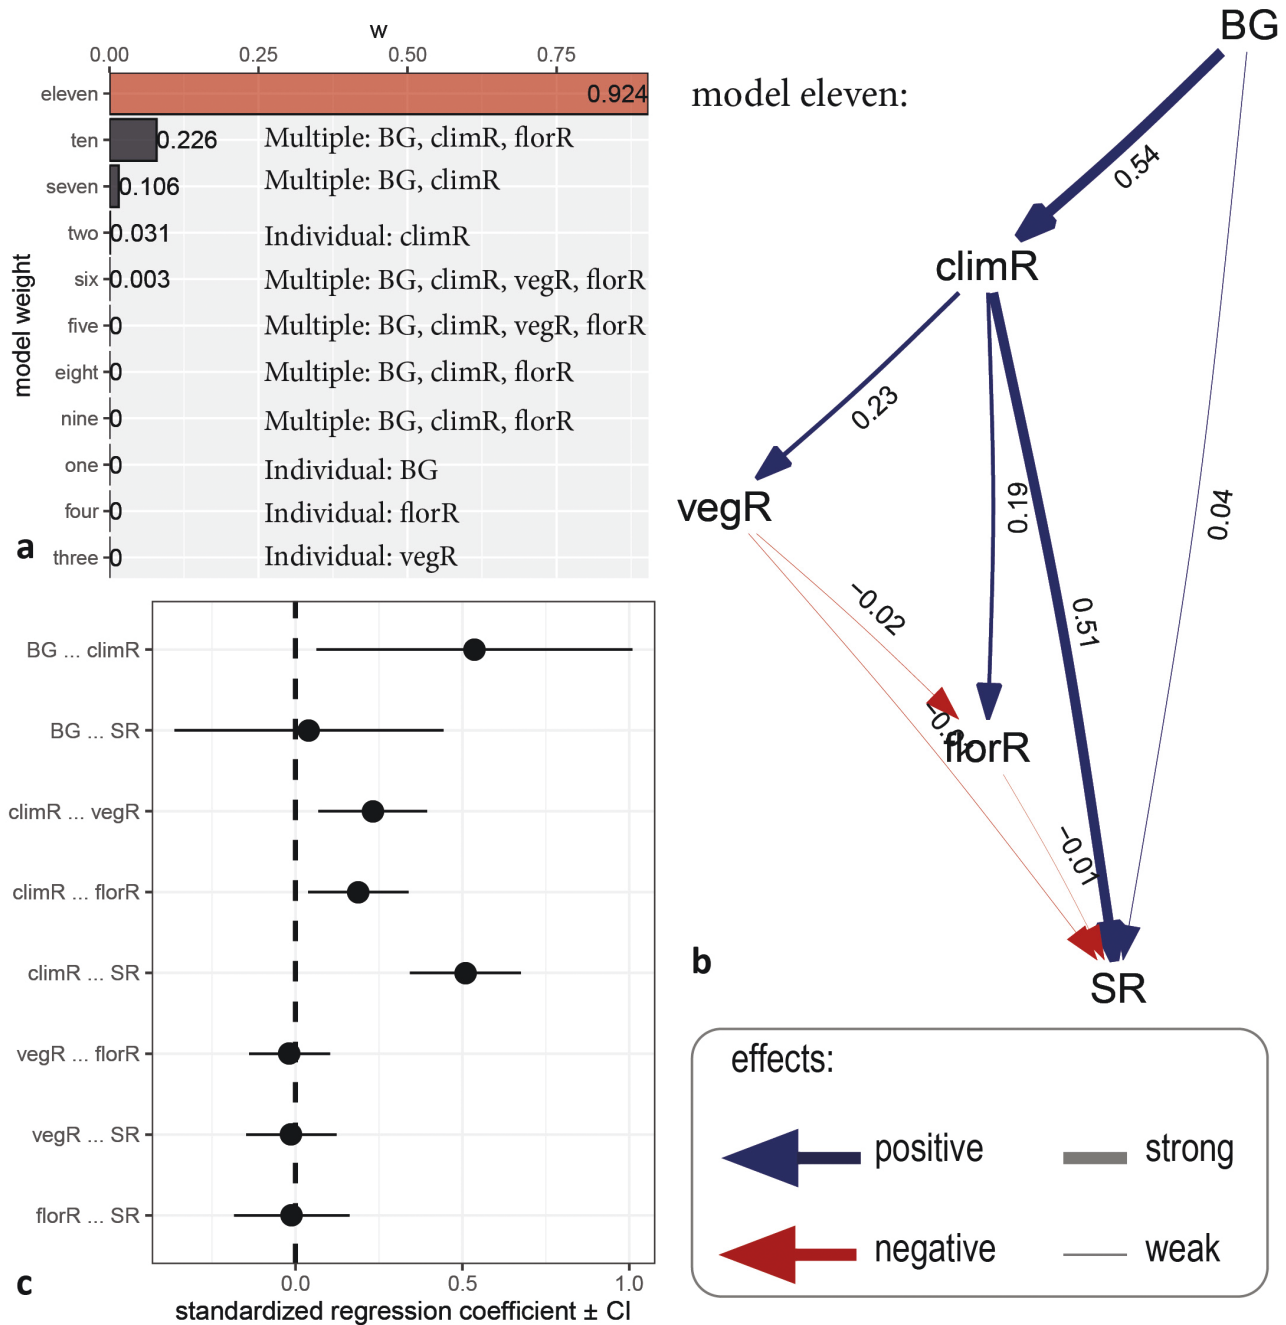 w
0.00 0.25 0.50 0.75
model weight
eleven 0.924
ten 0.226 Multiple: BG, climR, florR
seven 0.106 Multiple: BG, climR
two 0.031 Individual: climR
six 0.003 Multiple: BG, climR, vegR, florR
five 0 Multiple: BG, climR, vegR, florR
eight 0 Multiple: BG, climR, florR
nine 0 Multiple: BG, climR, florR
one 0 Individual: BG
four 0 Individual: florR
three 0 Individual: vegR
a
model eleven:
BG
0.54
climR
0.23
0.19
0.51
0.04
vegR
−0.02
florR
−0.01
SR
b
effects:
positive
strong
negative
weak
BG ... climR
BG ... SR
climR ... vegR
climR ... florR
climR ... SR
vegR ... florR
vegR ... SR
florR ... SR
0.0 0.5 1.0
standardized regression coefficient ± CI
c